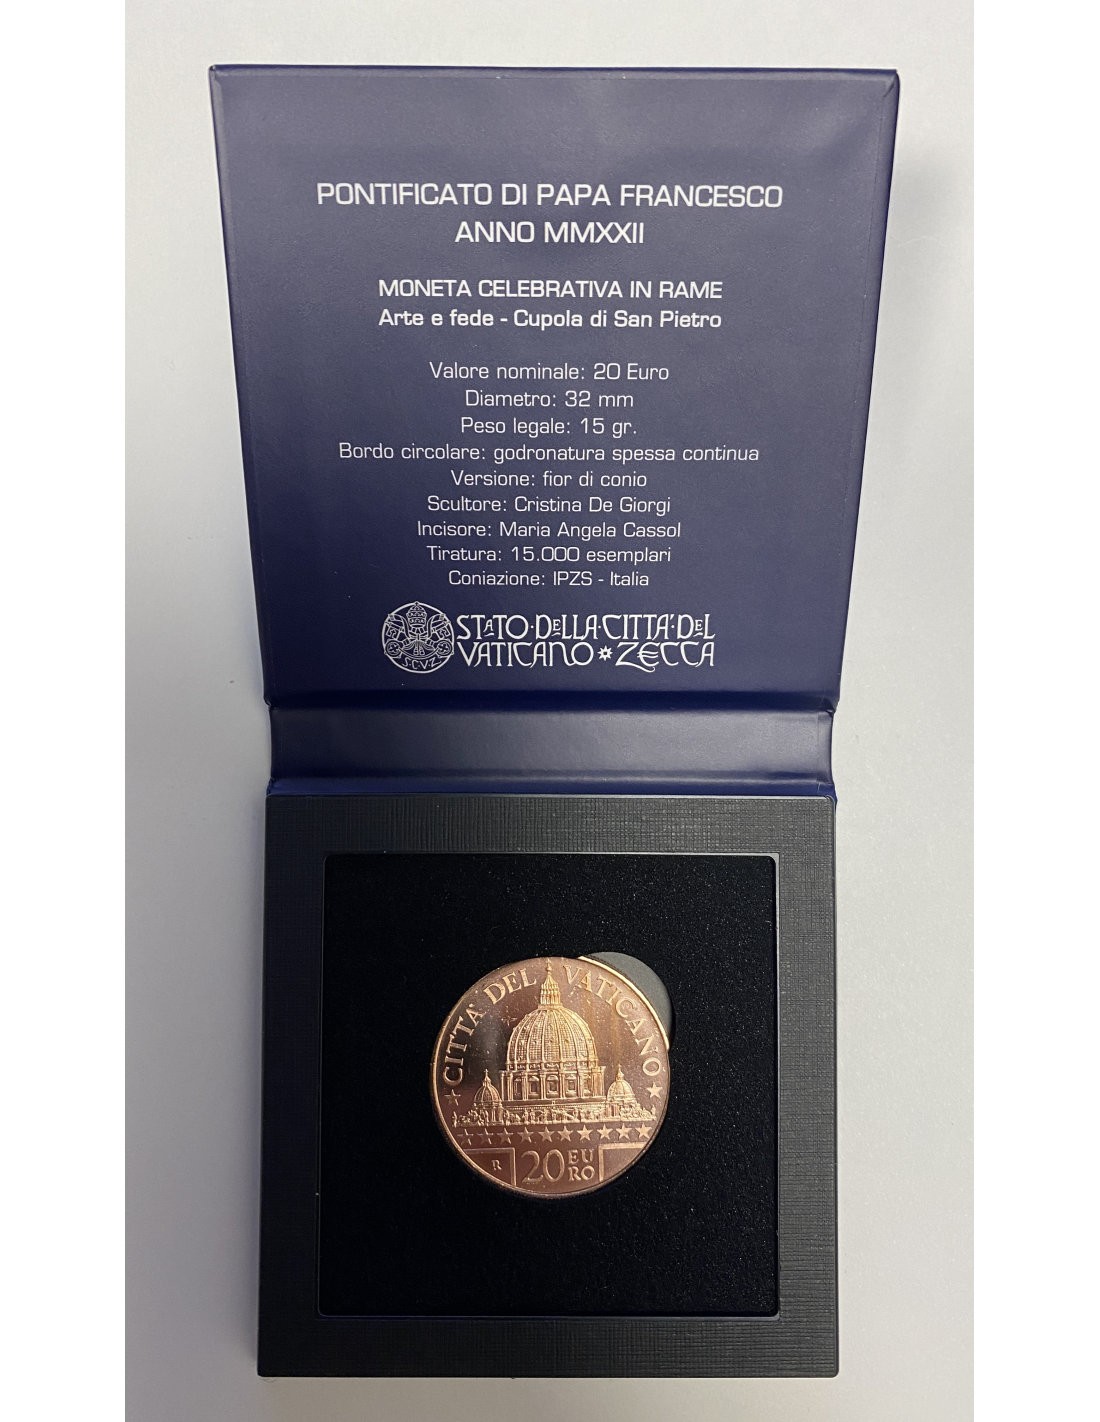 PONTIFICATO DI PAPA FRANCESCO
ANNO MMXXII
MONETA CELEBRATIVA IN RAME
Arte e fede - Cupola di San Pietro
Valore nominale: 20 Euro
Diametro: 32 mm
Peso legale: 15 gr.
Bordo circolare: godronatura spessa continua
Versione: fior di conio
Scultore: Cristina De Giorgi
Incisore: Maria Angela Cassol
Tiratura: 15.000 esemplari
Coniazione: IPZS - Italia
S.C.V.Z.
STATO·DELLA·CITTA'·DEL
VATICANO ZECCA
CITTA' DEL VATICANO
R
20 EU
RO